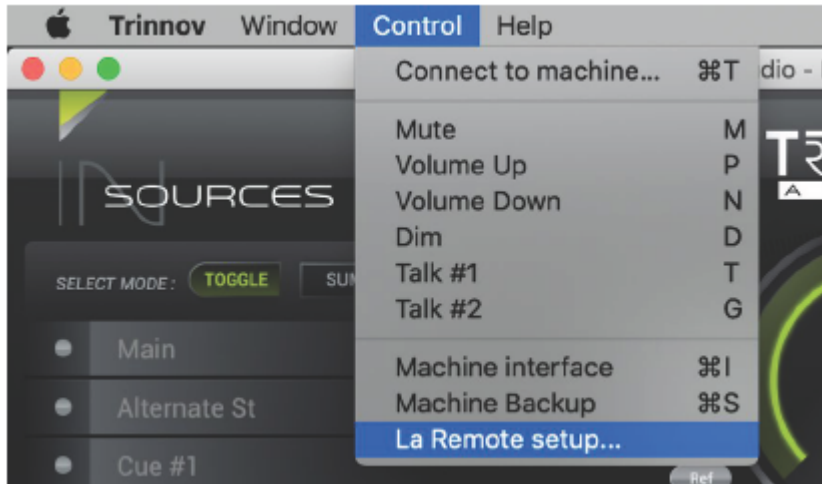 Trinnov Window Control Help
Connect to machine... ⌘T
dio -
Mute M
Volume Up P
Volume Down N
Dim D
Talk #1 T
Talk #2 G
Machine interface ⌘I
Machine Backup ⌘S
La Remote setup...
IN
SOURCES
SELECT MODE : TOGGLE
Main
Alternate St
Cue #1
Ref